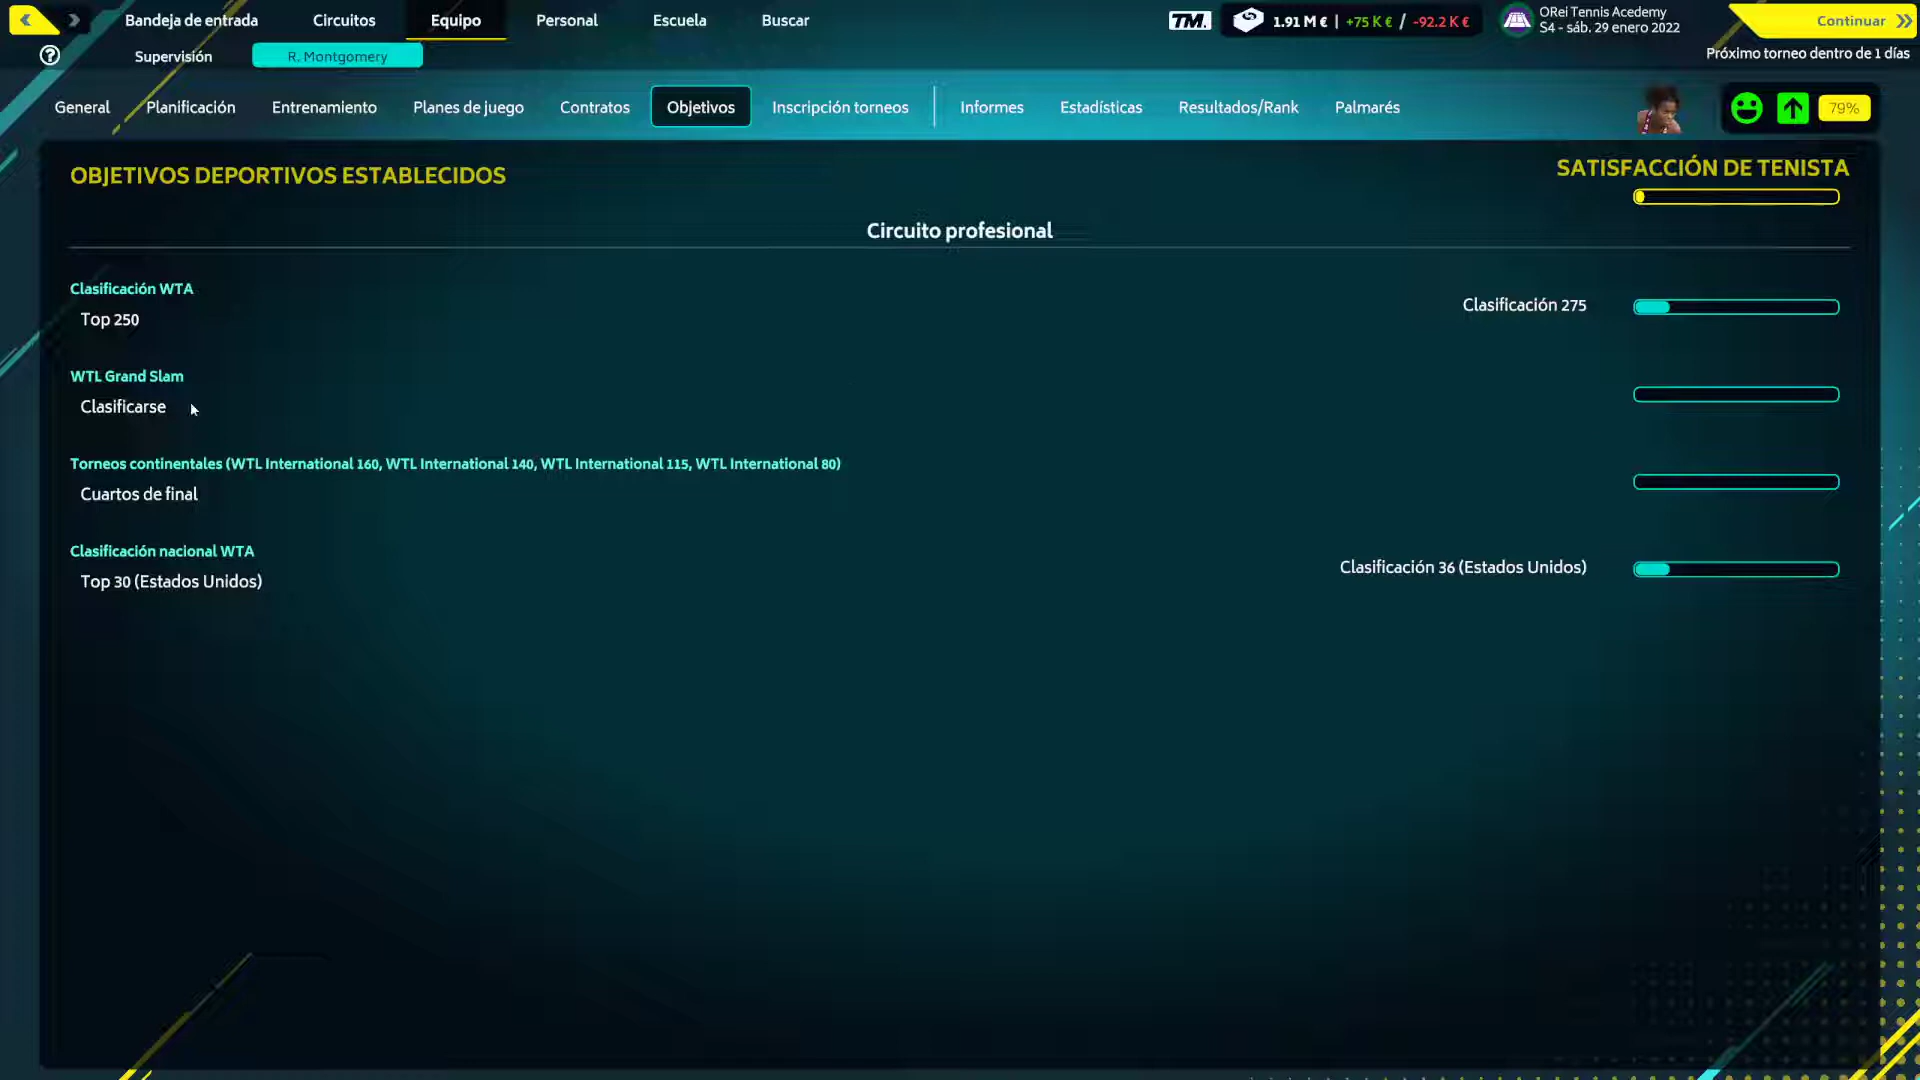 Bandeja de entrada
Circuitos
Equipo
Personal
Escuela
Buscar
TM.
1.91 M € | +75 K € / -92.2 K €
ORei Tennis Acedemy
S4 - sáb. 29 enero 2022
Continuar
Próximo torneo dentro de 1 días
?
Supervisión
R. Montgomery
General
Planificación
Entrenamiento
Planes de juego
Contratos
Objetivos
Inscripción torneos
Informes
Estadísticas
Resultados/Rank
Palmarés
79%
OBJETIVOS DEPORTIVOS ESTABLECIDOS
SATISFACCIÓN DE TENISTA
Circuito profesional
Clasificación WTA
Top 250
Clasificación 275
WTL Grand Slam
Clasificarse
Torneos continentales (WTL International 160, WTL International 140, WTL International 115, WTL International 80)
Cuartos de final
Clasificación nacional WTA
Top 30 (Estados Unidos)
Clasificación 36 (Estados Unidos)